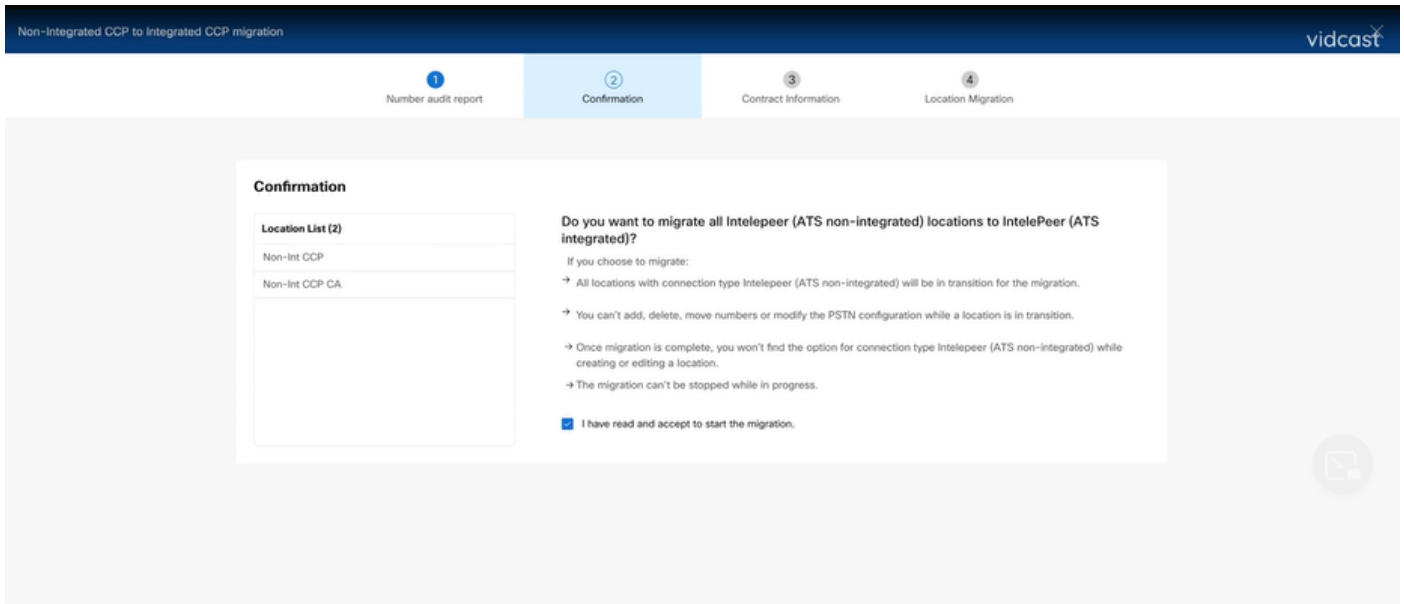 Non-Integrated CCP to Integrated CCP migration
vidcast
1
Number audit report
2
Confirmation
3
Contract Information
4
Location Migration
Confirmation
Location List (2)
Non-Int CCP
Non-Int CCP CA
Do you want to migrate all Intelepeer (ATS non-integrated) locations to IntelePeer (ATS
integrated)?
If you choose to migrate:
→ All locations with connection type Intelepeer (ATS non-integrated) will be in transition for the migration.
→ You can't add, delete, move numbers or modify the PSTN configuration while a location is in transition.
→ Once migration is complete, you won't find the option for connection type Intelepeer (ATS non-integrated) while
creating or editing a location.
→ The migration can't be stopped while in progress.
I have read and accept to start the migration.